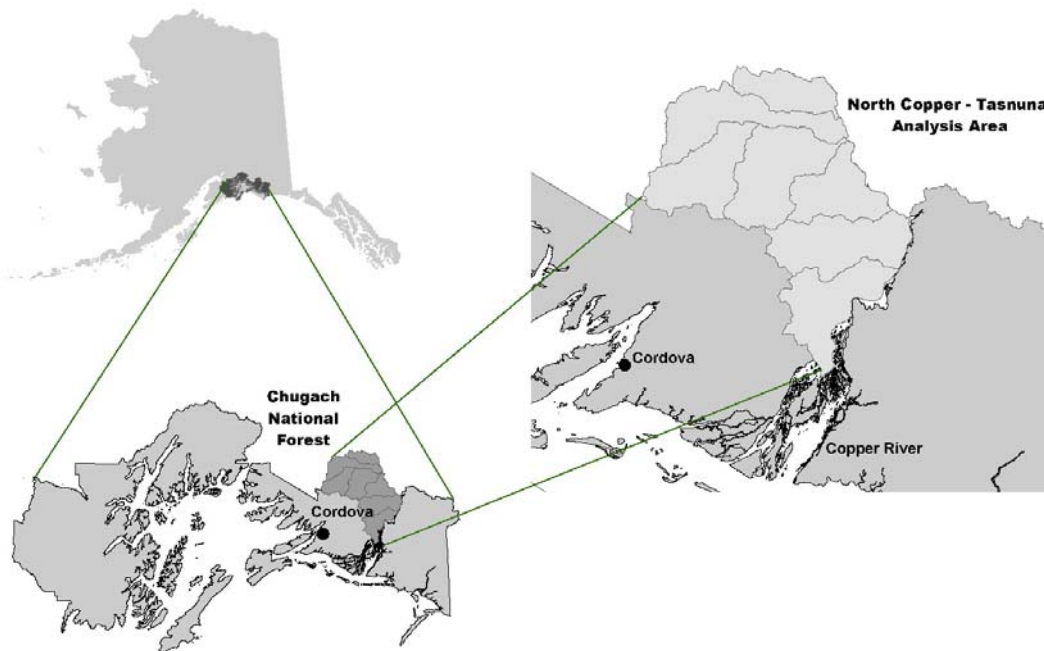 North Copper - Tasnuna
Analysis Area
Cordova
Copper River
Chugach
National
Forest
Cordova